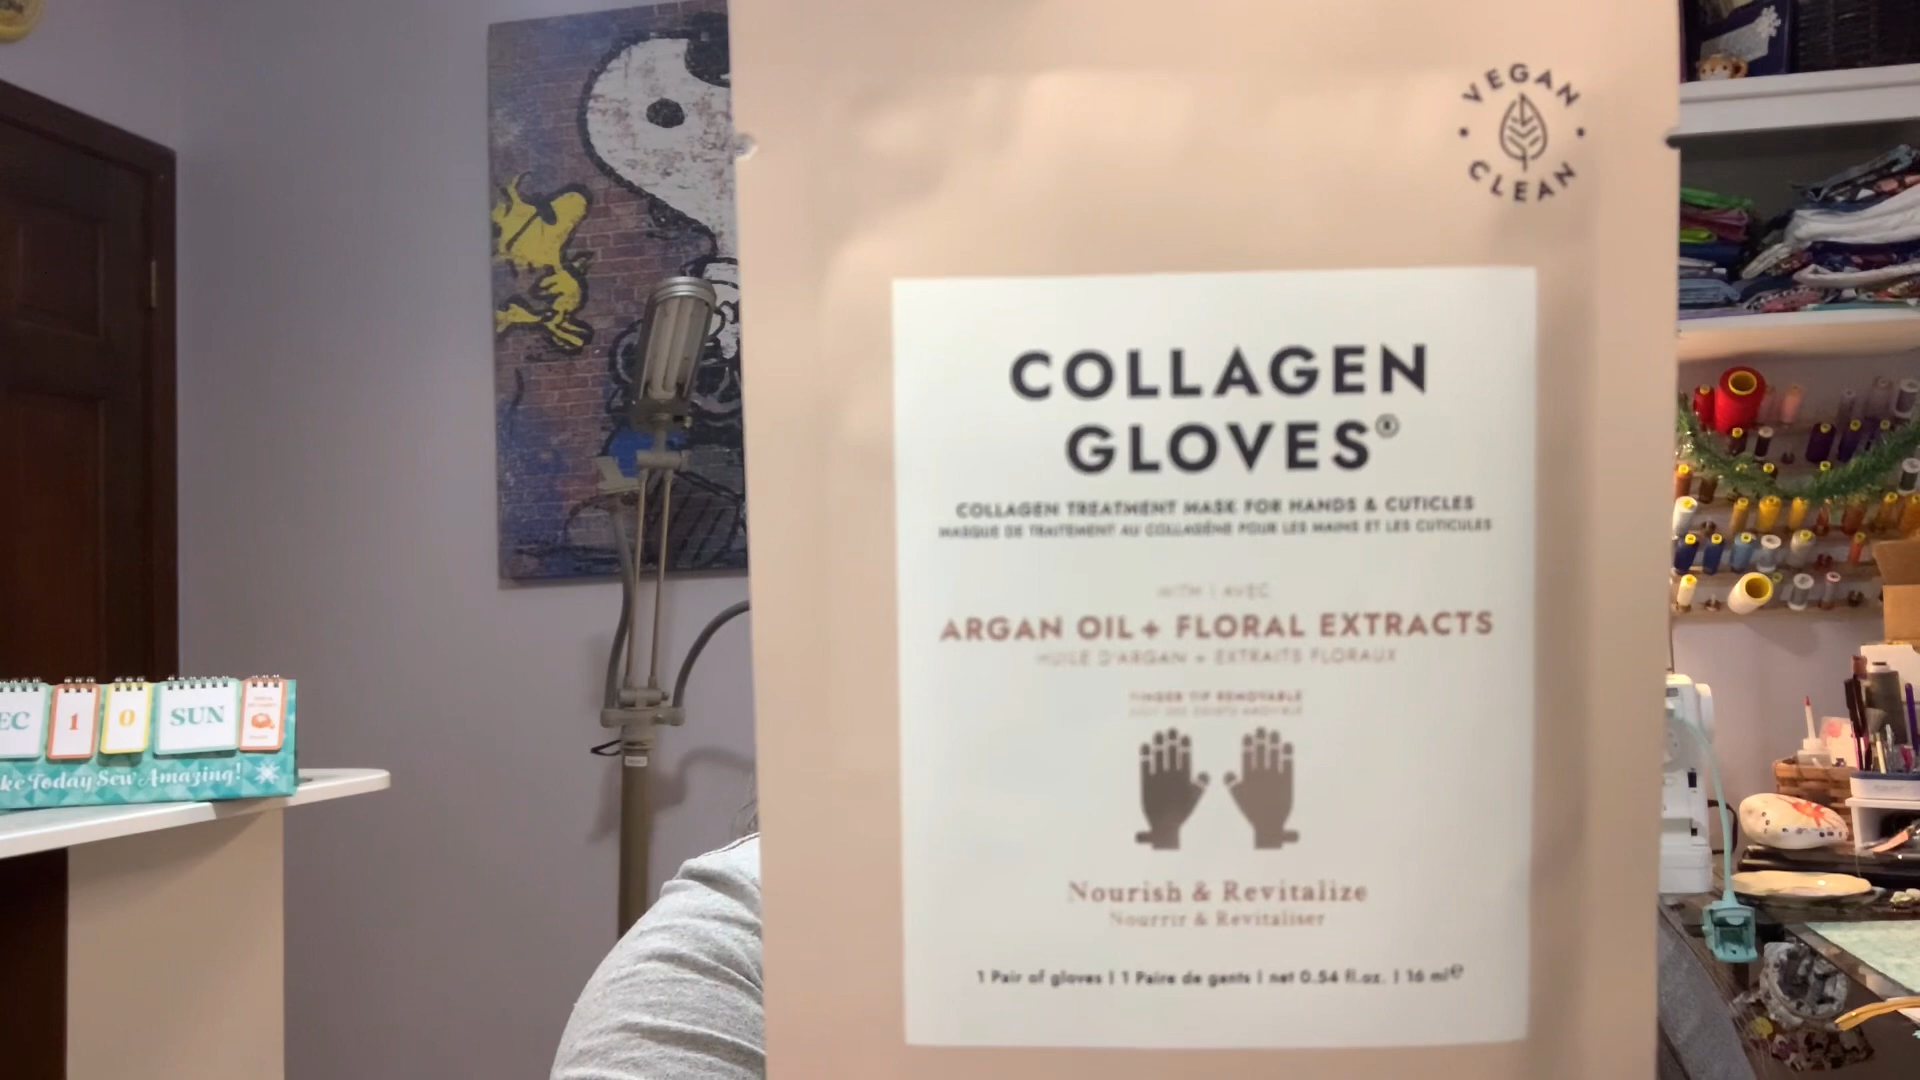 VEGAN
CLEAN
COLLAGEN
GLOVES®
COLLAGEN TREATMENT MASK FOR HANDS & CUTICLES
MASQUE DE TRAITEMENT AU COLLAGÈNE POUR LES MAINS ET LES CUTICULES
WITH | AVEC
ARGAN OIL + FLORAL EXTRACTS
HUILE D'ARGAN + EXTRAITS FLORAUX
FINGER TIP REMOVABLE
Nourish & Revitalize
Nourrir & Revitaliser
1 Pair of gloves | 1 Paire de gants | net 0.54 fl.oz. | 16 ml℮
EC 1 0 SUN
ke Today Sew Amazing!